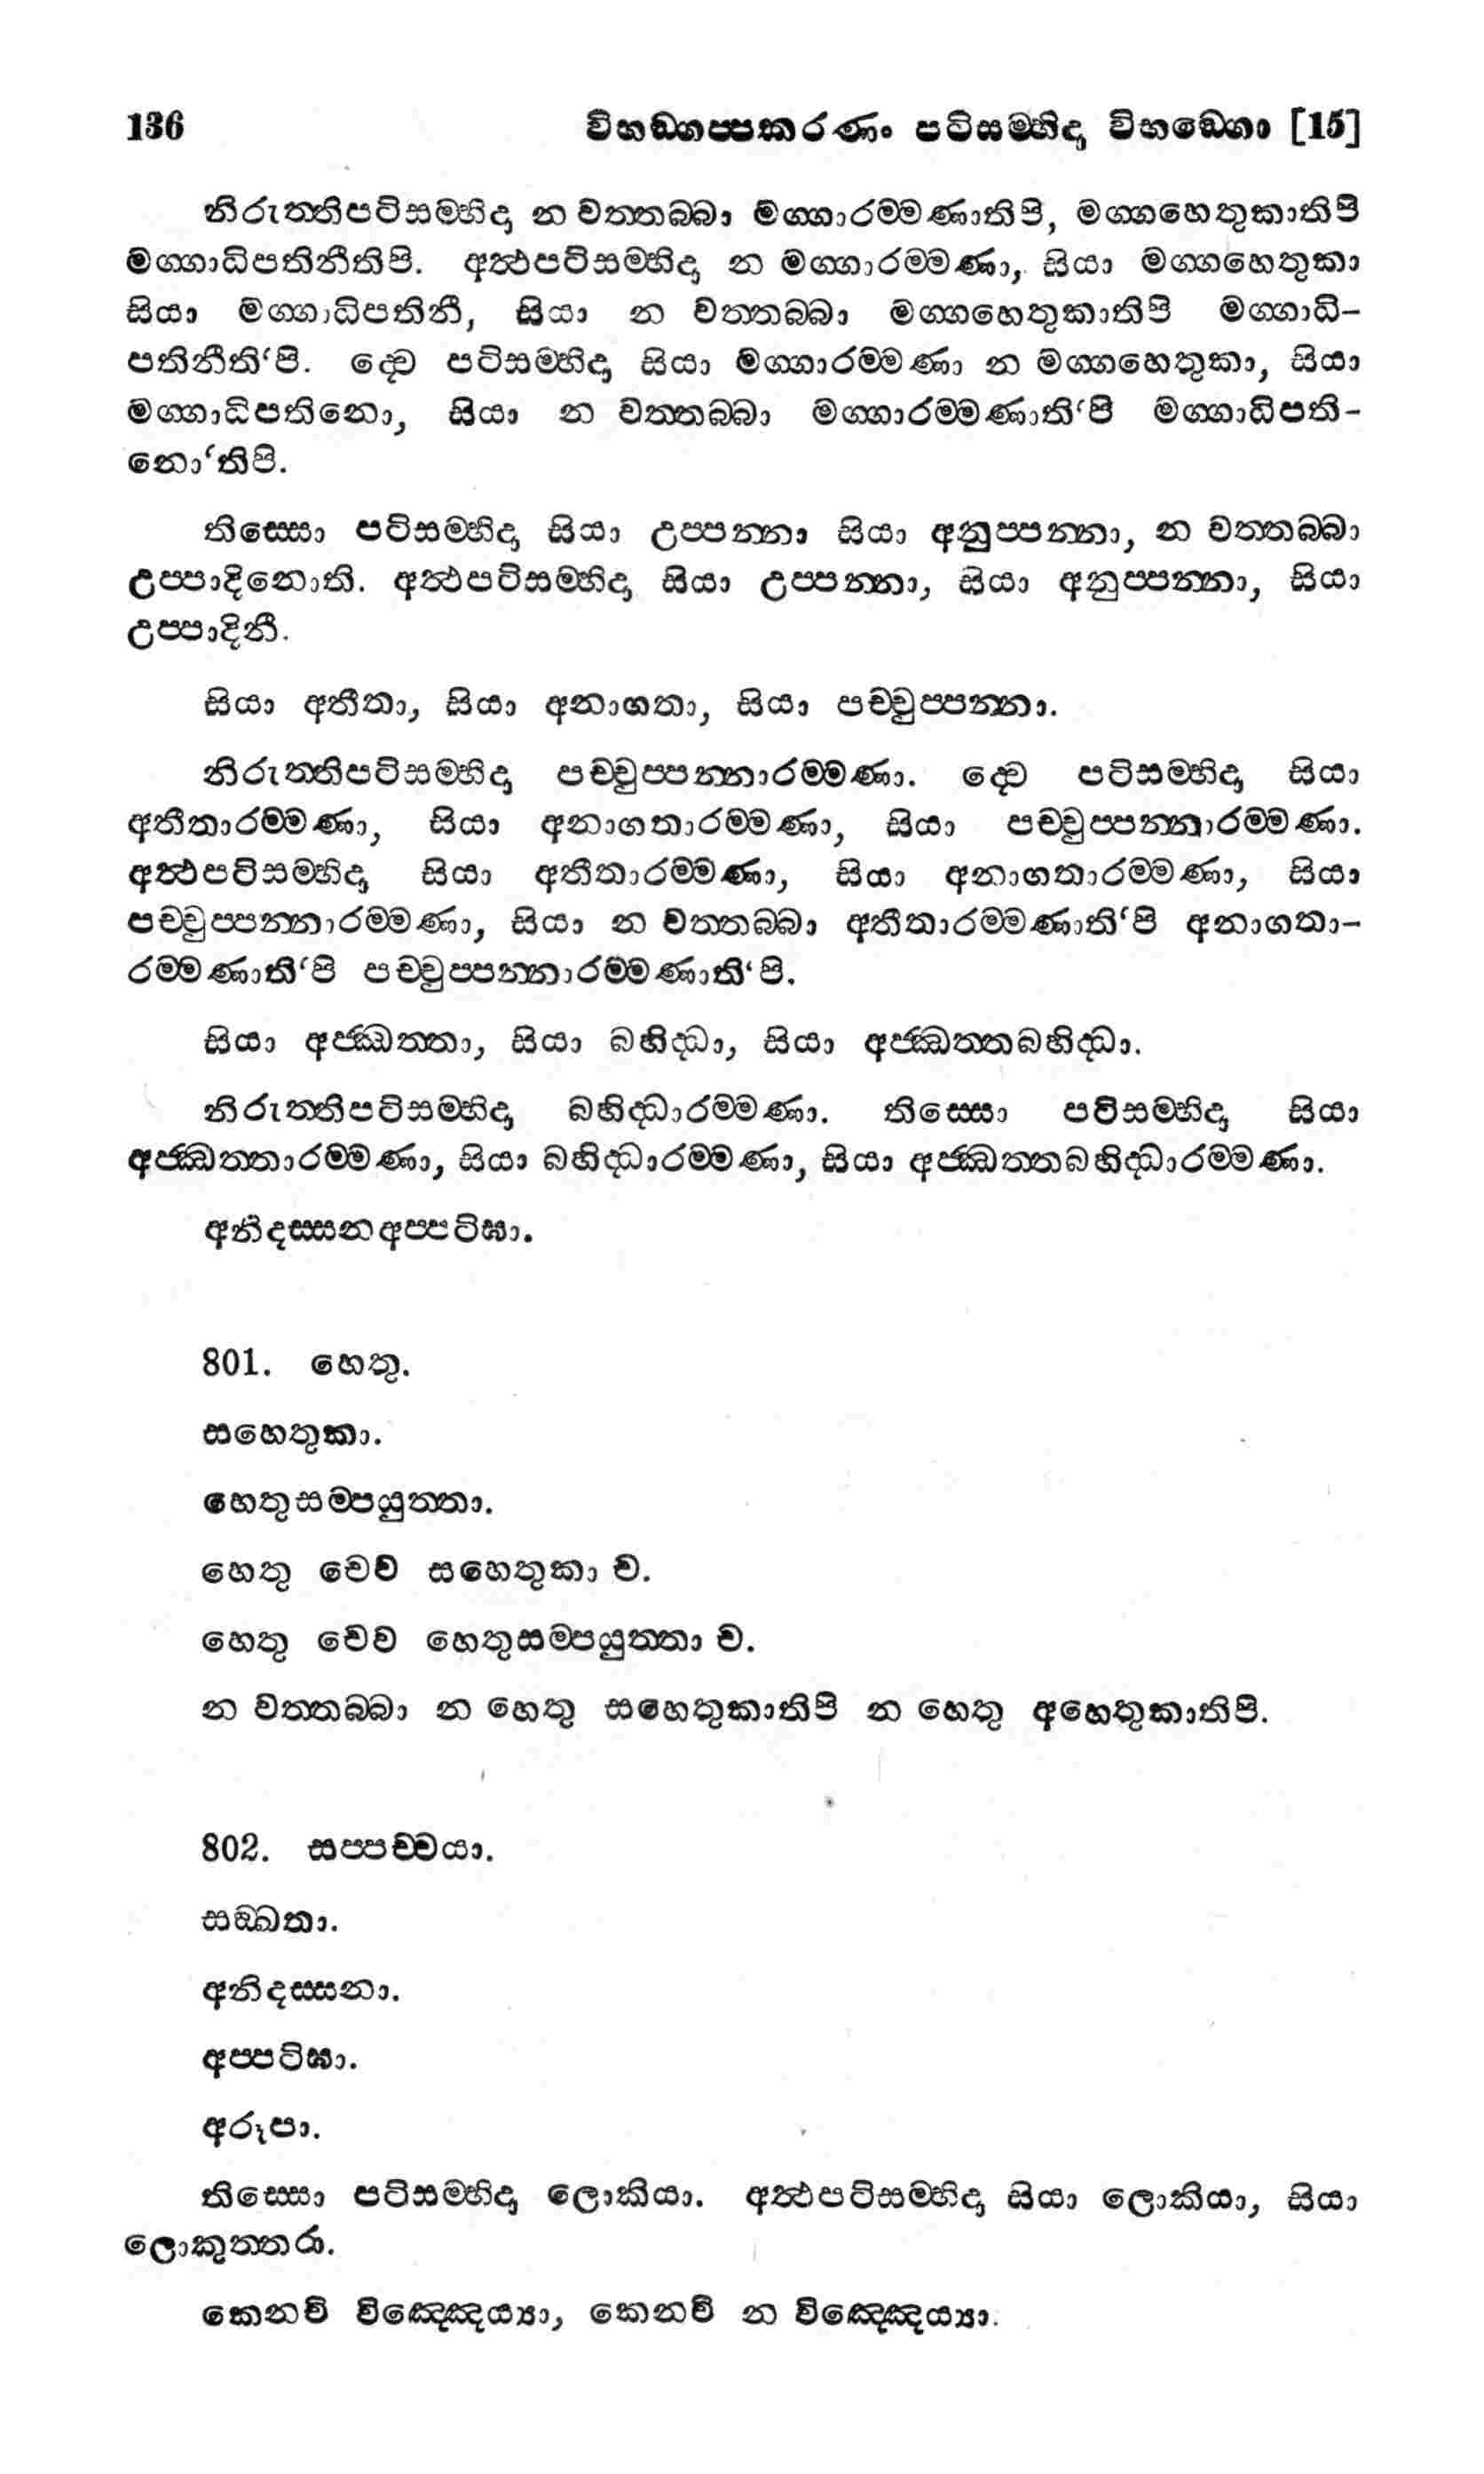 136 විභඞ්ගප්පකරණං පටිසම්භිදා විභඞ්ගො [15]
නිරුත්තිපටිසම්භිදා න වත්තබ්බා මග්ගාරම්මණාතිපි, මග්ගහෙතුකාතිපි
මග්ගාධිපතිනීතිපි. අත්ථපටිසම්භිදා න මග්ගාරම්මණා, සියා මග්ගහෙතුකා
සියා මග්ගාධිපතිනී, සියා න වත්තබ්බා මග්ගහෙතුකාතිපි මග්ගාධි-
පතිනීති‘පි. ද්වෙ පටිසම්භිදා සියා මග්ගාරම්මණා න මග්ගහෙතුකා, සියා
මග්ගාධිපතිනො, සියා න වත්තබ්බා මග්ගාරම්මණාති‘පි මග්ගාධිපති-
නො‘තිපි.
තිස්සො පටිසම්භිදා සියා උප්පන්නා සියා අනුප්පන්නා, න වත්තබ්බා
උප්පාදිනොති. අත්ථපටිසම්භිදා සියා උප්පන්නා, සියා අනුප්පන්නා, සියා
උප්පාදිනී.
සියා අතීතා, සියා අනාගතා, සියා පච්චුප්පන්නා.
නිරුත්තිපටිසම්භිදා පච්චුප්පන්නාරම්මණා. ද්වෙ පටිසම්භිදා සියා
අතීතාරම්මණා, සියා අනාගතාරම්මණා, සියා පච්චුප්පන්නාරම්මණා.
අත්ථපටිසම්භිදා සියා අතීතාරම්මණා, සියා අනාගතාරම්මණා, සියා
පච්චුප්පන්නාරම්මණා, සියා න වත්තබ්බා අතීතාරම්මණාති‘පි අනාගතා-
රම්මණාති‘පි පච්චුප්පන්නාරම්මණාති‘පි.
සියා අජ්ඣත්තා, සියා බහිද්ධා, සියා අජ්ඣත්තබහිද්ධා.
නිරුත්තිපටිසම්භිදා බහිද්ධාරම්මණා. තිස්සො පටිසම්භිදා සියා
අජ්ඣත්තාරම්මණා, සියා බහිද්ධාරම්මණා, සියා අජ්ඣත්තබහිද්ධාරම්මණා.
අනිදස්සනඅප්පටිඝා.
801. හෙතු.
සහෙතුකා.
හෙතුසම්පයුත්තා.
හෙතු චෙව සහෙතුකා ච.
හෙතු චෙව හෙතුසම්පයුත්තා ච.
න වත්තබ්බා න හෙතු සහෙතුකාතිපි න හෙතු අහෙතුකාතිපි.
802. සප්පච්චයා.
සඞ්ඛතා.
අනිදස්සනා.
අප්පටිඝා.
අරූපා.
තිස්සො පටිසම්භිදා ලොකියා. අත්ථපටිසම්භිදා සියා ලොකියා, සියා
ලොකුත්තරා.
කෙනචි විඤ්ඤෙය්‍යා, කෙනචි න විඤ්ඤෙය්‍යා.